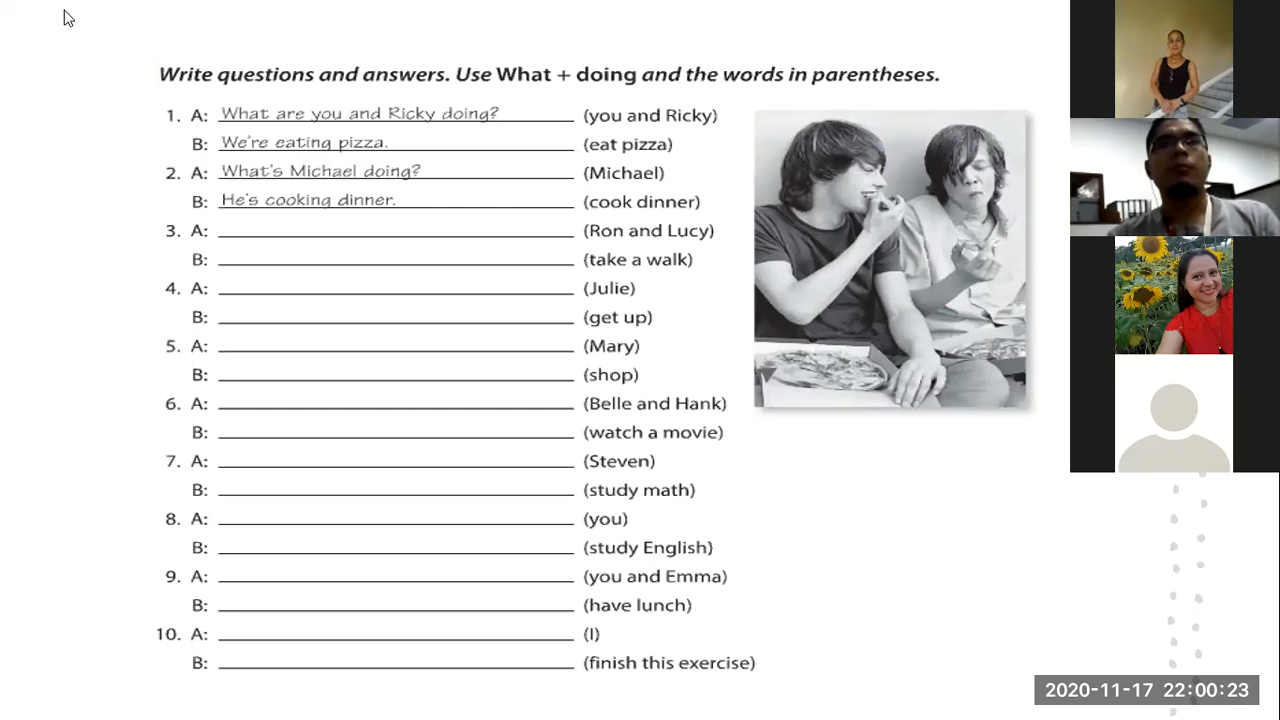 Write questions and answers. Use What + doing and the words in parentheses.
1. A: What are you and Ricky doing? (you and Ricky)
B: We're eating pizza. (eat pizza)
2. A: What's Michael doing? (Michael)
B: He's cooking dinner. (cook dinner)
3. A: (Ron and Lucy)
B: (take a walk)
4. A: (Julie)
B: (get up)
5. A: (Mary)
B: (shop)
6. A: (Belle and Hank)
B: (watch a movie)
7. A: (Steven)
B: (study math)
8. A: (you)
B: (study English)
9. A: (you and Emma)
B: (have lunch)
10. A: (I)
B: (finish this exercise)
2020-11-17 22:00:23